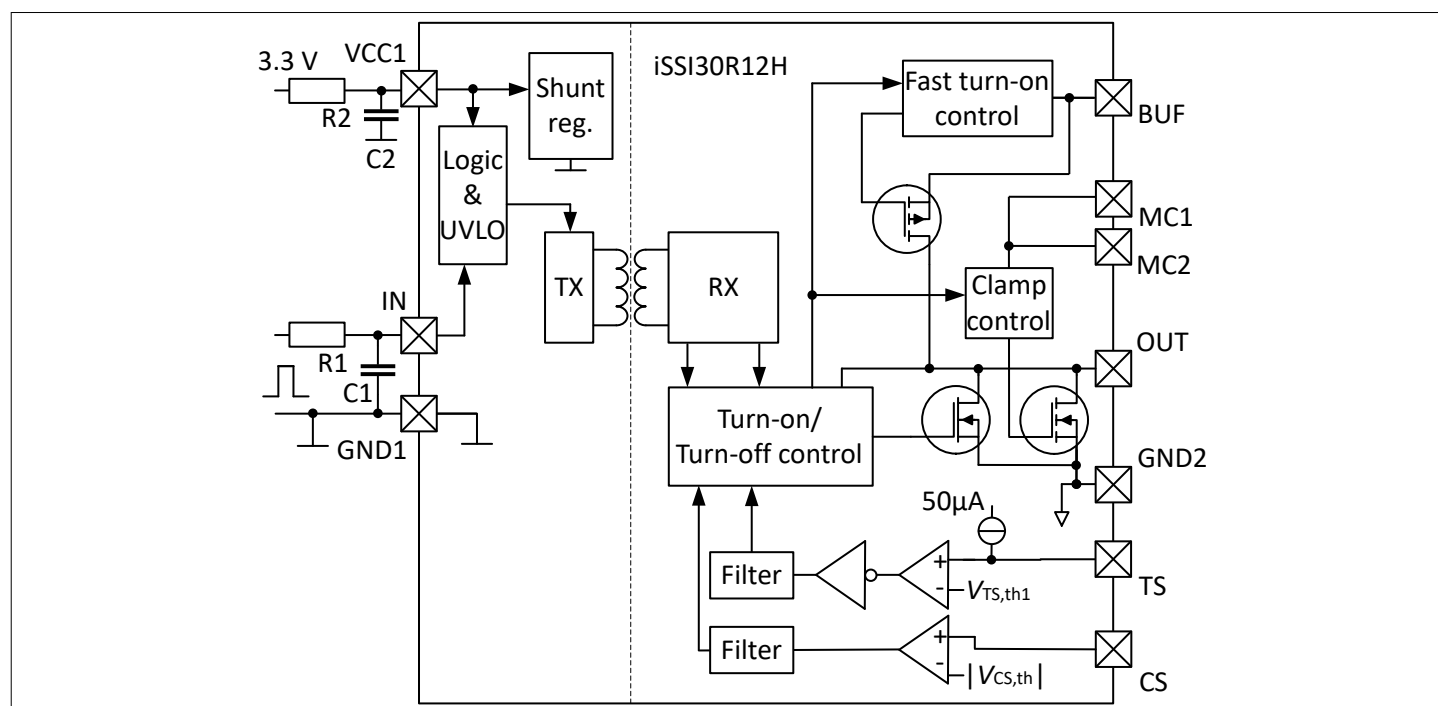 VCC1
3.3 V
R2
C2
Shunt
reg.
iSSI30R12H
Fast turn-on
control
BUF
Logic
&
UVLO
MC1
MC2
TX
RX
Clamp
control
IN
R1
C1
OUT
GND1
Turn-on/
Turn-off control
GND2
50µA
Filter
+
-
VTS,th1
TS
Filter
+
-
|VCS,th|
CS